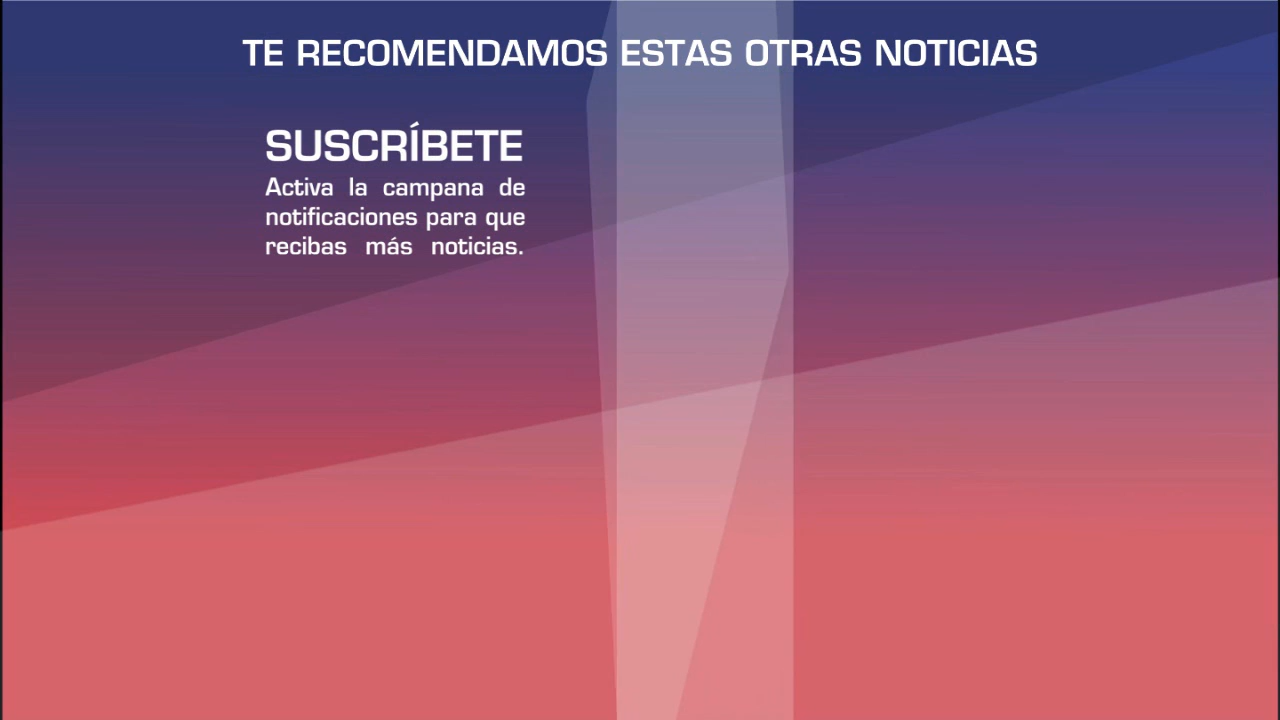 TE RECOMENDAMOS ESTAS OTRAS NOTICIAS
SUSCRÍBETE
Activa la campana de
notificaciones para que
recibas más noticias.